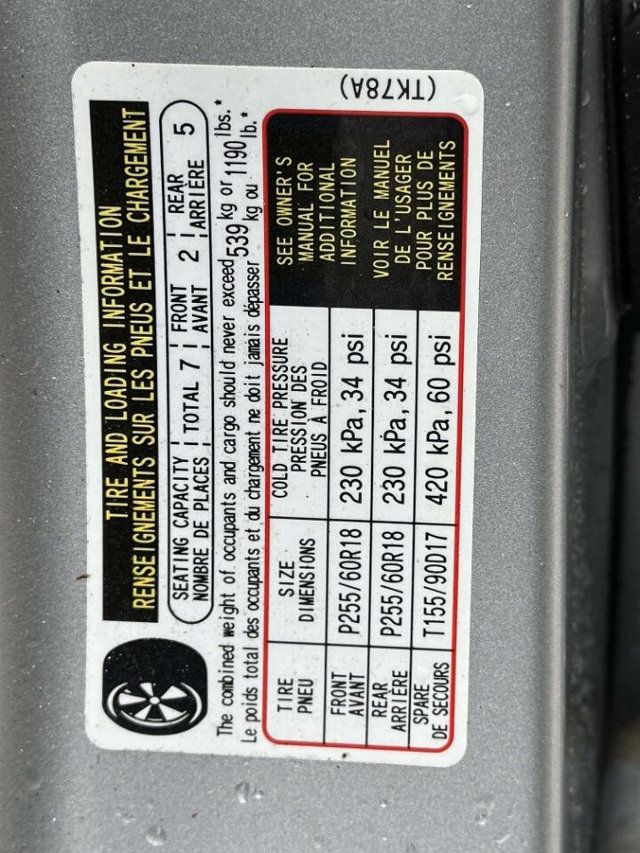 TIRE AND LOADING INFORMATION
RENSEIGNEMENTS SUR LES PNEUS ET LE CHARGEMENT
SEATING CAPACITY TOTAL 7 FRONT 2 REAR 5
NOMBRE DE PLACES AVANT ARRIÈRE
The combined weight of occupants and cargo should never exceed 539 kg or 1190 lbs.*
Le poids total des occupants et du chargement ne doit jamais dépasser kg ou lb.*
TIRE SIZE COLD TIRE PRESSURE SEE OWNER'S
PNEU DIMENSIONS PRESSION DES MANUAL FOR
PNEUS À FROID ADDITIONAL
INFORMATION
FRONT P255/60R18 230 kPa, 34 psi
AVANT
VOIR LE MANUEL
REAR P255/60R18 230 kPa, 34 psi DE L'USAGER
ARRIÈRE POUR PLUS DE
SPARE T155/90D17 420 kPa, 60 psi RENSEIGNEMENTS
DE SECOURS
(TK78A)